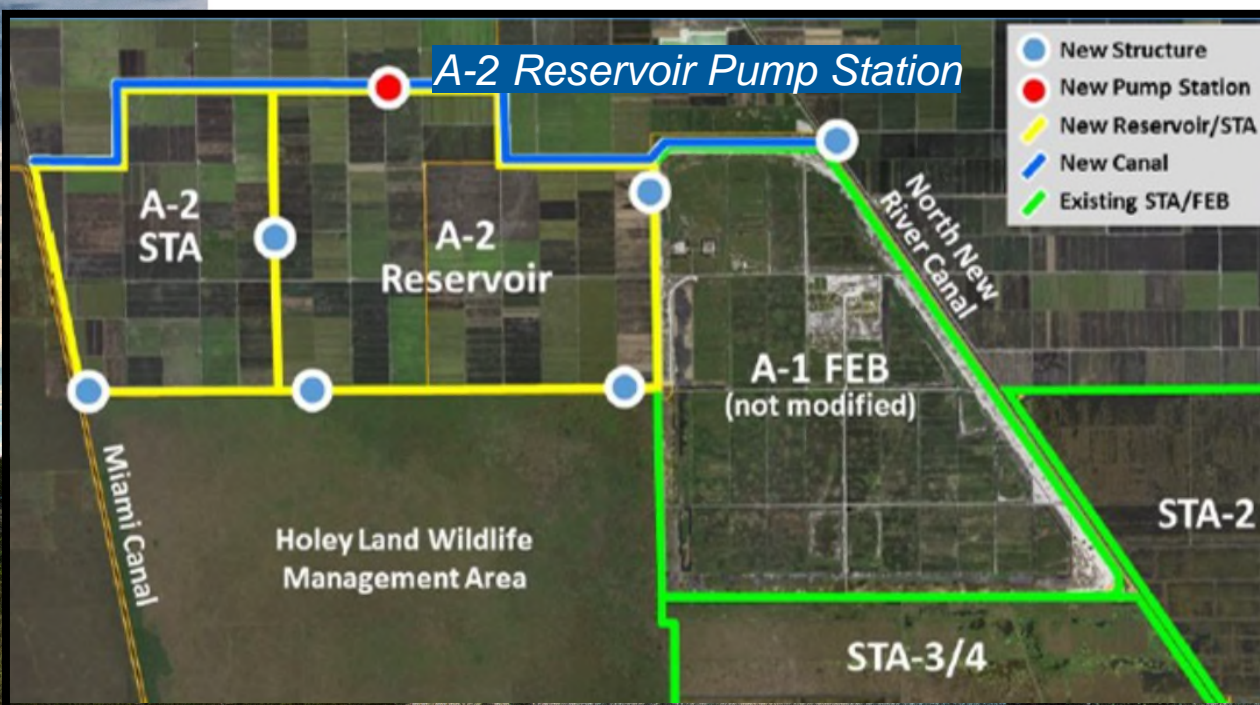 A-2 Reservoir Pump Station
New Structure
New Pump Station
New Reservoir/STA
New Canal
Existing STA/FEB
A-2
STA
A-2
Reservoir
North New
River Canal
A-1 FEB
(not modified)
Miami Canal
Holey Land Wildlife
Management Area
STA-2
STA-3/4